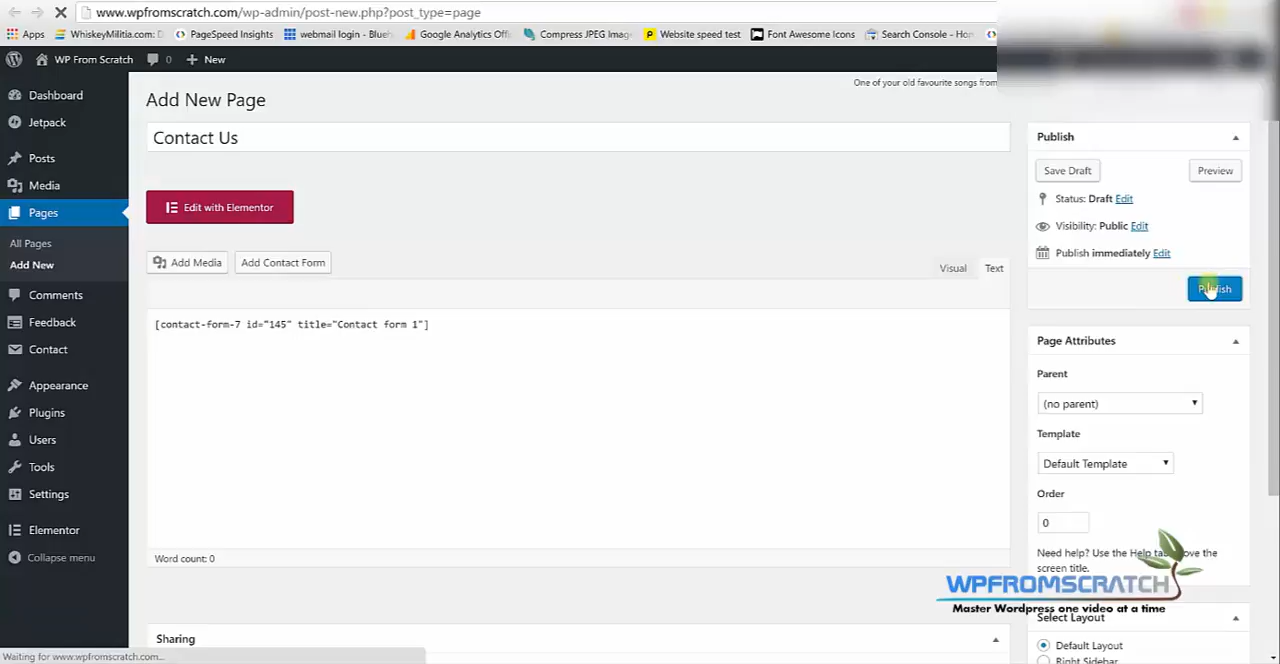 www.wpfromscratch.com/wp-admin/post-new.php?post_type=page
Apps WhiskeyMilitia.com: D PageSpeed Insights webmail login - Blueh Google Analytics Offi Compress JPEG Image Website speed test Font Awesome Icons Search Console - Hom
WP From Scratch 0 New
One of your old favourite songs from
Add New Page
Contact Us
Edit with Elementor
Add Media Add Contact Form
Visual Text
[contact-form-7 id="145" title="Contact form 1"]
Word count: 0
Sharing
Dashboard
Jetpack
Posts
Media
Pages
All Pages
Add New
Comments
Feedback
Contact
Appearance
Plugins
Users
Tools
Settings
Elementor
Collapse menu
Publish
Save Draft Preview
Status: Draft Edit
Visibility: Public Edit
Publish immediately Edit
Publish
Page Attributes
Parent
(no parent)
Template
Default Template
Order
0
Need help? Use the Help tab above the
screen title.
WPFROMSCRATCH
Master Wordpress one video at a time
Select Layout
Default Layout
Right Sidebar
Waiting for www.wpfromscratch.com...